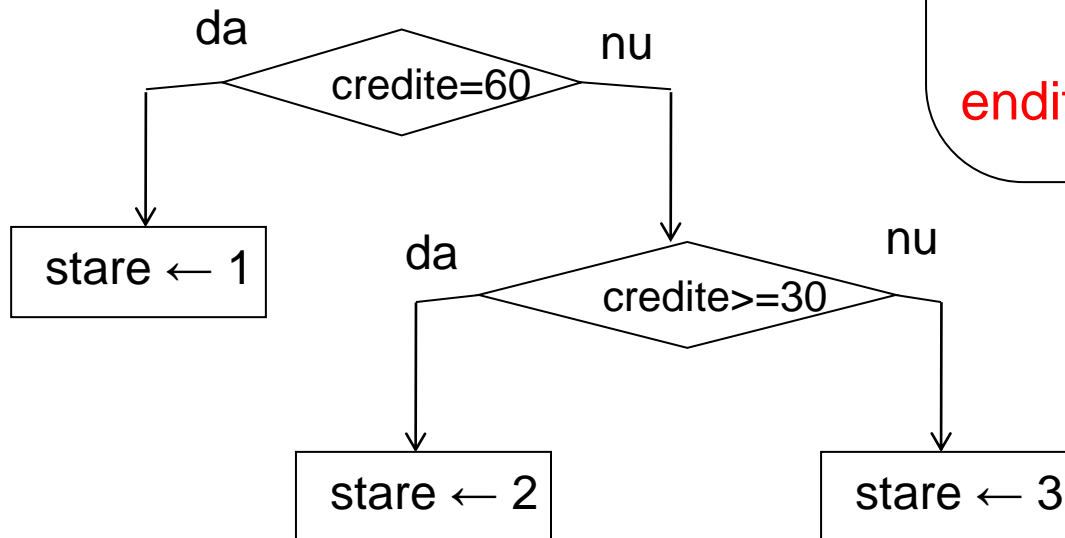 da
nu
credite=60
stare ← 1
da
nu
credite>=30
stare ← 2
stare ← 3